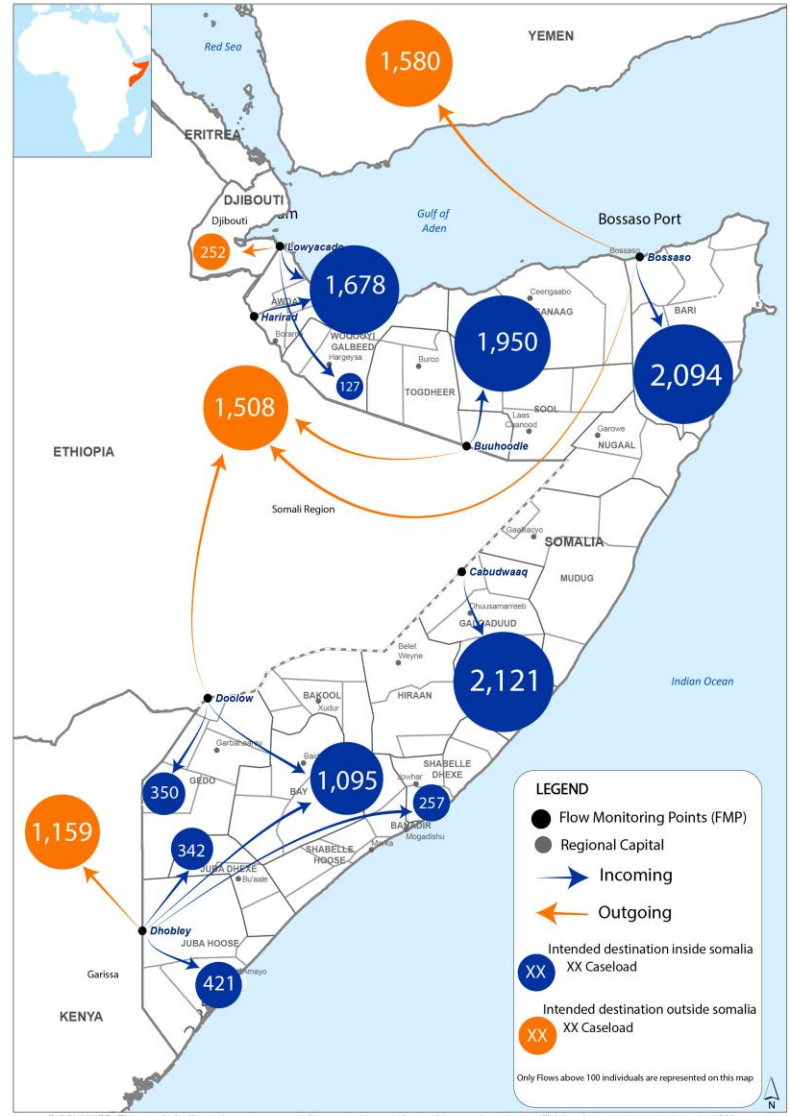 Red Sea
YEMEN
1,580
ERITREA
DJIBOUTI
Djibouti
Gulf of
Aden
Bossaso Port
252
Lowyacado
Bossaso
Bossaso
1,678
Ceerigaabo
Harirad
SANAAG
BARI
WOQOOYI
GALBEED
Hargeysa
1,950
Burco
2,094
127
TOGDHEER
1,508
SOOL
Laas
Caanood
Garowe
NUGAAL
Buuhoodle
ETHIOPIA
Somali Region
SOMALIA
Cabudwaaq
MUDUG
Dhuusamarreeb
Belet
Weyne
2,121
Indian Ocean
Doolow
BAKOOL
Xudur
HIRAAN
Garbahaarey
SHABELLE
DHEXE
GEDO
1,095
350
BAY
Jowhar
257
BANADIR
Mogadishu
1,159
342
Marka
SHABELLE
HOOSE
JUBA DHEXE
Bu'aale
Dhobley
JUBA HOOSE
Garissa
421
KENYA
LEGEND
Flow Monitoring Points (FMP)
Regional Capital
Incoming
Outgoing
Intended destination inside somalia
XX Caseload
XX
Intended destination outside somalia
XX Caseload
XX
Only Flows above 100 individuals are represented on this map
N